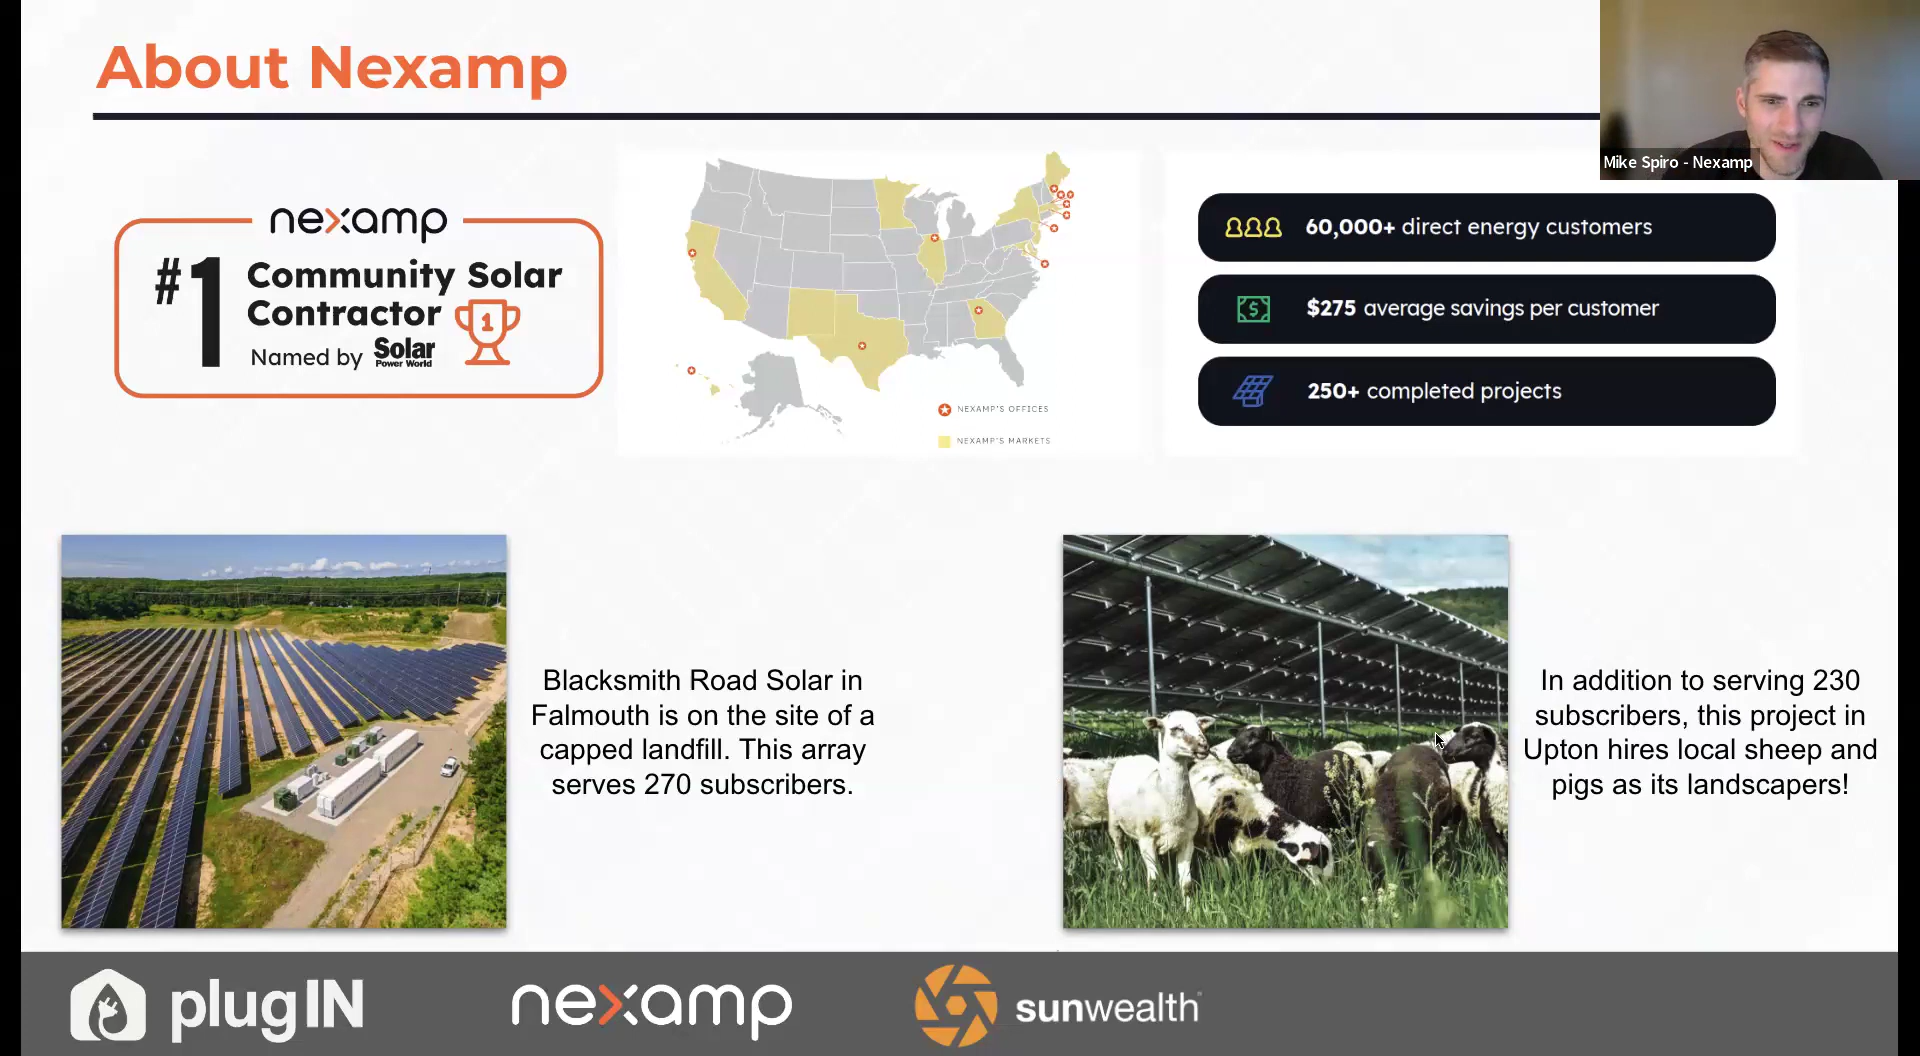 About Nexamp
Mike Spiro - Nexamp
nexamp
#1
Community Solar
Contractor
1
Named by Solar
Power World
NEXAMP'S OFFICES
NEXAMP'S MARKETS
60,000+ direct energy customers
$275 average savings per customer
250+ completed projects
Blacksmith Road Solar in
Falmouth is on the site of a
capped landfill. This array
serves 270 subscribers.
In addition to serving 230
subscribers, this project in
Upton hires local sheep and
pigs as its landscapers!
plugIN
nexamp
sunwealth